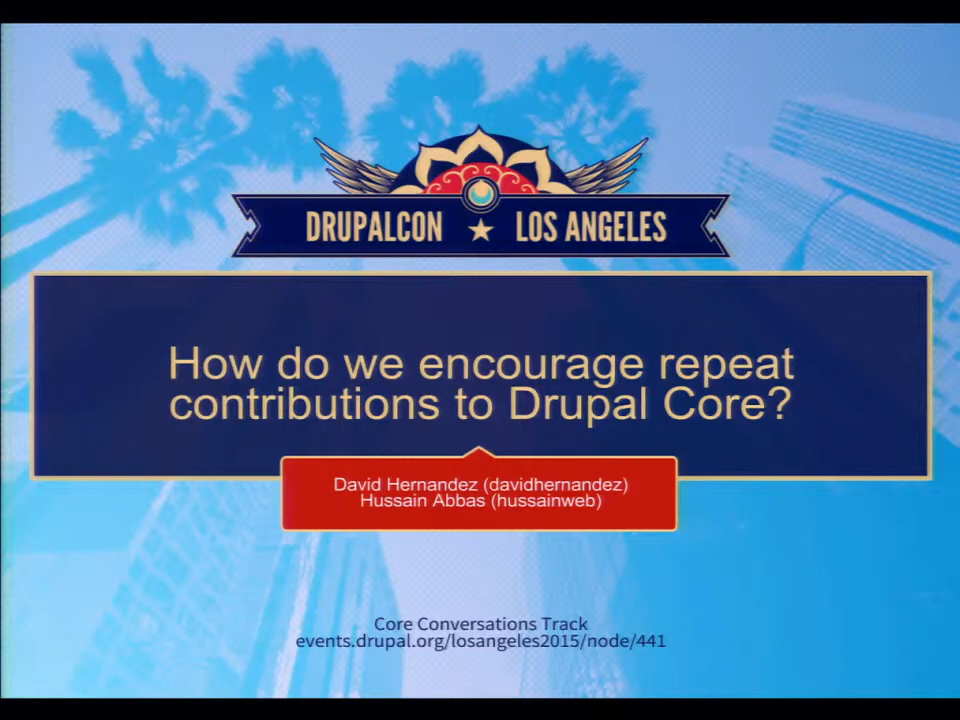 DRUPALCON ★ LOS ANGELES
How do we encourage repeat
contributions to Drupal Core?
David Hernandez (davidhernandez)
Hussain Abbas (hussainweb)
Core Conversations Track
events.drupal.org/losangeles2015/node/441